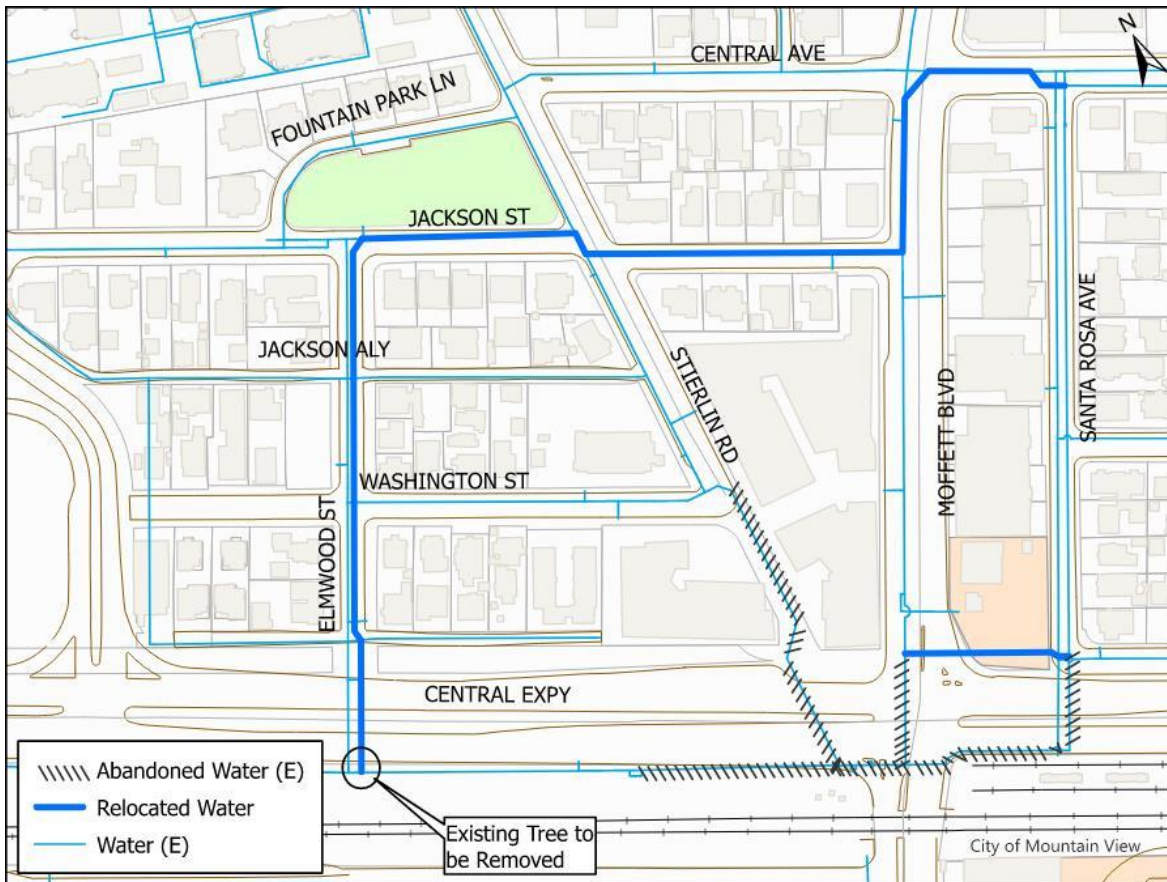 N
CENTRAL AVE
FOUNTAIN PARK LN
JACKSON ST
JACKSON ALY
STIERLIN RD
MOFFETT BLVD
SANTA ROSA AVE
WASHINGTON ST
ELMWOOD ST
CENTRAL EXPY
Abandoned Water (E)
Relocated Water
Water (E)
Existing Tree to
be Removed
City of Mountain View